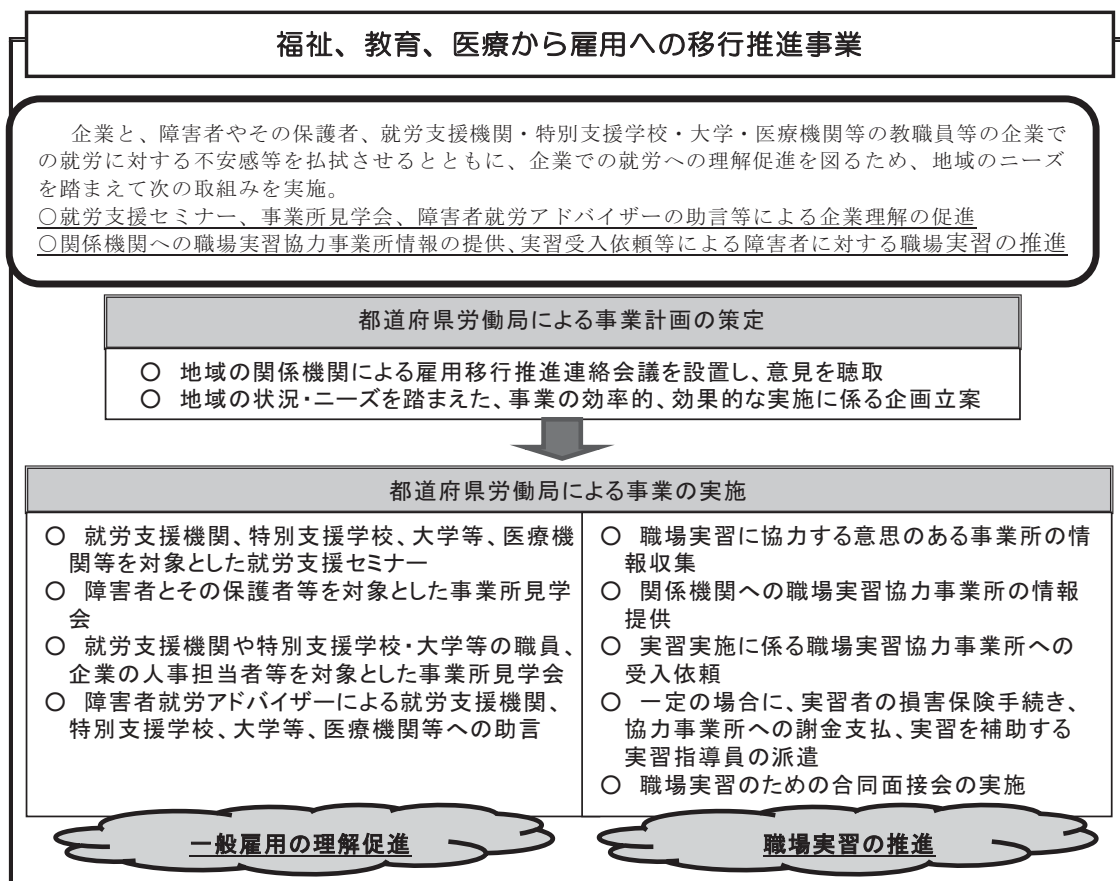 福祉、教育、医療から雇用への移行推進事業
企業と、障害者やその保護者、就労支援機関・特別支援学校・大学・医療機関等の教職員等の企業で
の就労に対する不安感等を払拭させるとともに、企業での就労への理解促進を図るため、地域のニーズ
を踏まえて次の取組みを実施。
○就労支援セミナー、事業所見学会、障害者就労アドバイザーの助言等による企業理解の促進
○関係機関への職場実習協力事業所情報の提供、実習受入依頼等による障害者に対する職場実習の推進
都道府県労働局による事業計画の策定
○ 地域の関係機関による雇用移行推進連絡会議を設置し、意見を聴取
○ 地域の状況・ニーズを踏まえた、事業の効率的、効果的な実施に係る企画立案
都道府県労働局による事業の実施
○ 就労支援機関、特別支援学校、大学等、医療機
関等を対象とした就労支援セミナー
○ 障害者とその保護者等を対象とした事業所見学
会
○ 就労支援機関や特別支援学校・大学等の職員、
企業の人事担当者等を対象とした事業所見学会
○ 障害者就労アドバイザーによる就労支援機関、
特別支援学校、大学等、医療機関等への助言
一般雇用の理解促進
○ 職場実習に協力する意思のある事業所の情
報収集
○ 関係機関への職場実習協力事業所の情報
提供
○ 実習実施に係る職場実習協力事業所への
受入依頼
○ 一定の場合に、実習者の損害保険手続き、
協力事業所への謝金支払、実習を補助する
実習指導員の派遣
○ 職場実習のための合同面接会の実施
職場実習の推進